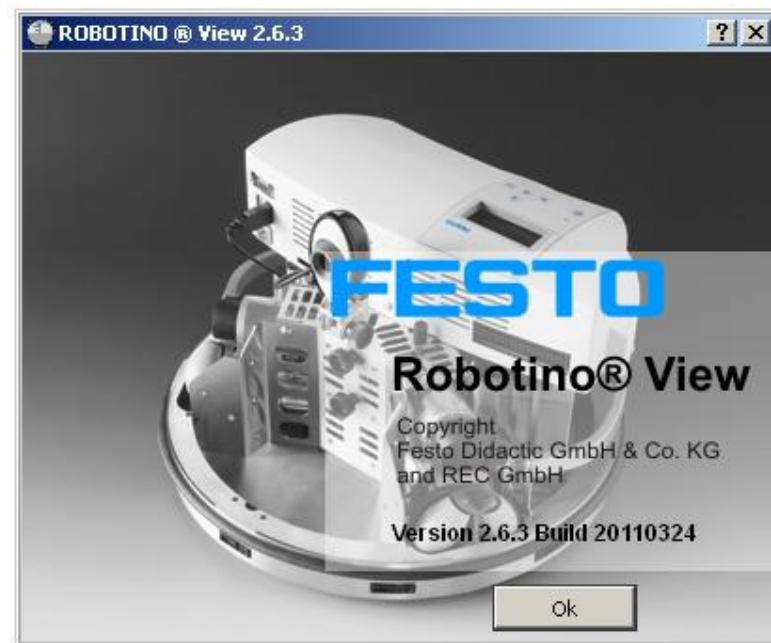 ROBOTINO ® View 2.6.3
FESTO
Robotino® View
Copyright
Festo Didactic GmbH & Co. KG
and REC GmbH
Version 2.6.3 Build 20110324
Ok